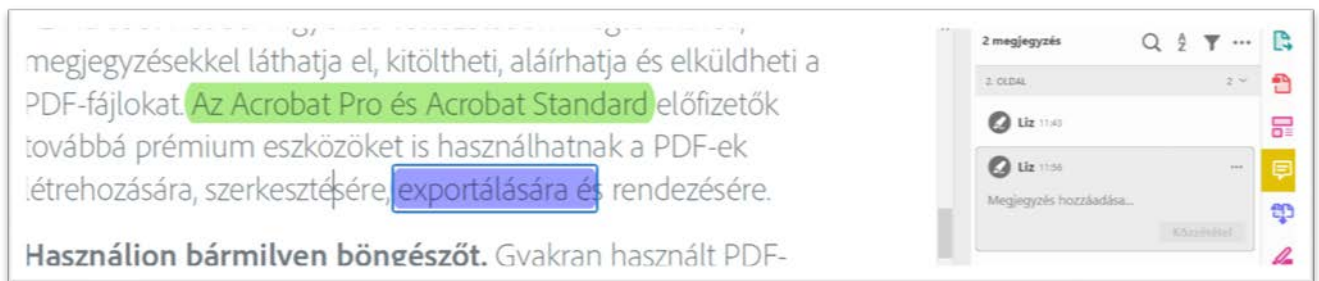 megjegyzésekkel láthatja el, kitöltheti, aláírhatja és elküldheti a
PDF-fájlokat. Az Acrobat Pro és Acrobat Standard előfizetők
továbbá prémium eszközöket is használhatnak a PDF-ek
létrehozására, szerkesztésére, exportálására és rendezésére.
Használjon bármilyen böngészőt. Gyakran használt PDF-
2 megjegyzés
2. OLDAL 2
Liz 11:43
Liz 11:56
Megjegyzés hozzáadása...
Közzététel